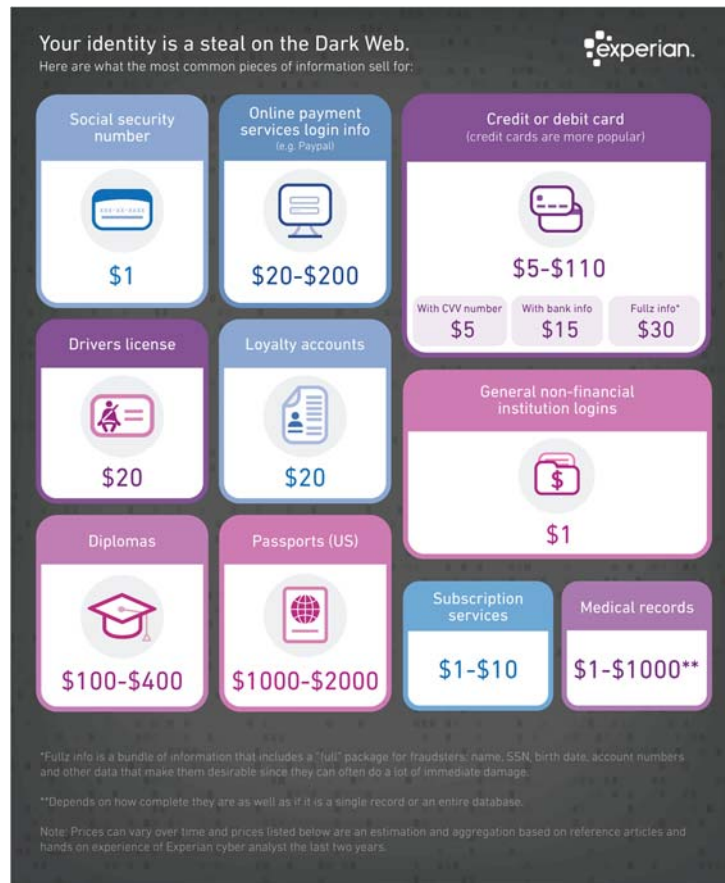 Your identity is a steal on the Dark Web.
Here are what the most common pieces of information sell for:
experian.
Social security
number
$1
Online payment
services login info
(e.g. Paypal)
$20-$200
Credit or debit card
(credit cards are more popular)
$5-$110
With CVV number
$5
With bank info
$15
Fullz info*
$30
Drivers license
$20
Loyalty accounts
$20
General non-financial
institution logins
$
$1
Diplomas
$100-$400
Passports (US)
$1000-$2000
Subscription
services
$1-$10
Medical records
$1-$1000**
*Fullz info is a bundle of information that includes a "full" package for fraudsters: name, SSN, birth date, account numbers
and other data that make them desirable since they can often do a lot of immediate damage.
**Depends on how complete they are as well as if it is a single record or an entire database.
Note: Prices can vary over time and prices listed below are an estimation and aggregation based on reference articles and
hands on experience of Experian cyber analyst the last two years.